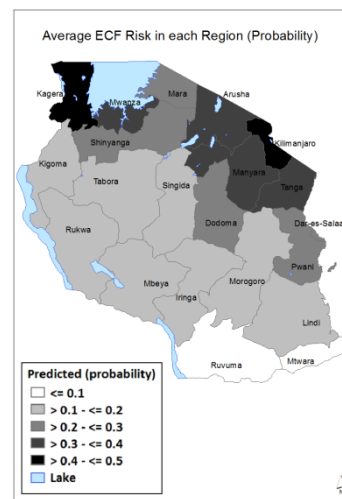 Average ECF Risk in each Region (Probability)
Kagera
Mwanza
Mara
Arusha
Shinyanga
Kilimanjaro
Kigoma
Tabora
Singida
Manyara
Tanga
Rukwa
Dodoma
Dar-es-Salaa
Pwani
Mbeya
Iringa
Morogoro
Lindi
Ruvuma
Mtwara
Predicted (probability)
<= 0.1
> 0.1 - <= 0.2
> 0.2 - <= 0.3
> 0.3 - <= 0.4
> 0.4 - <= 0.5
Lake